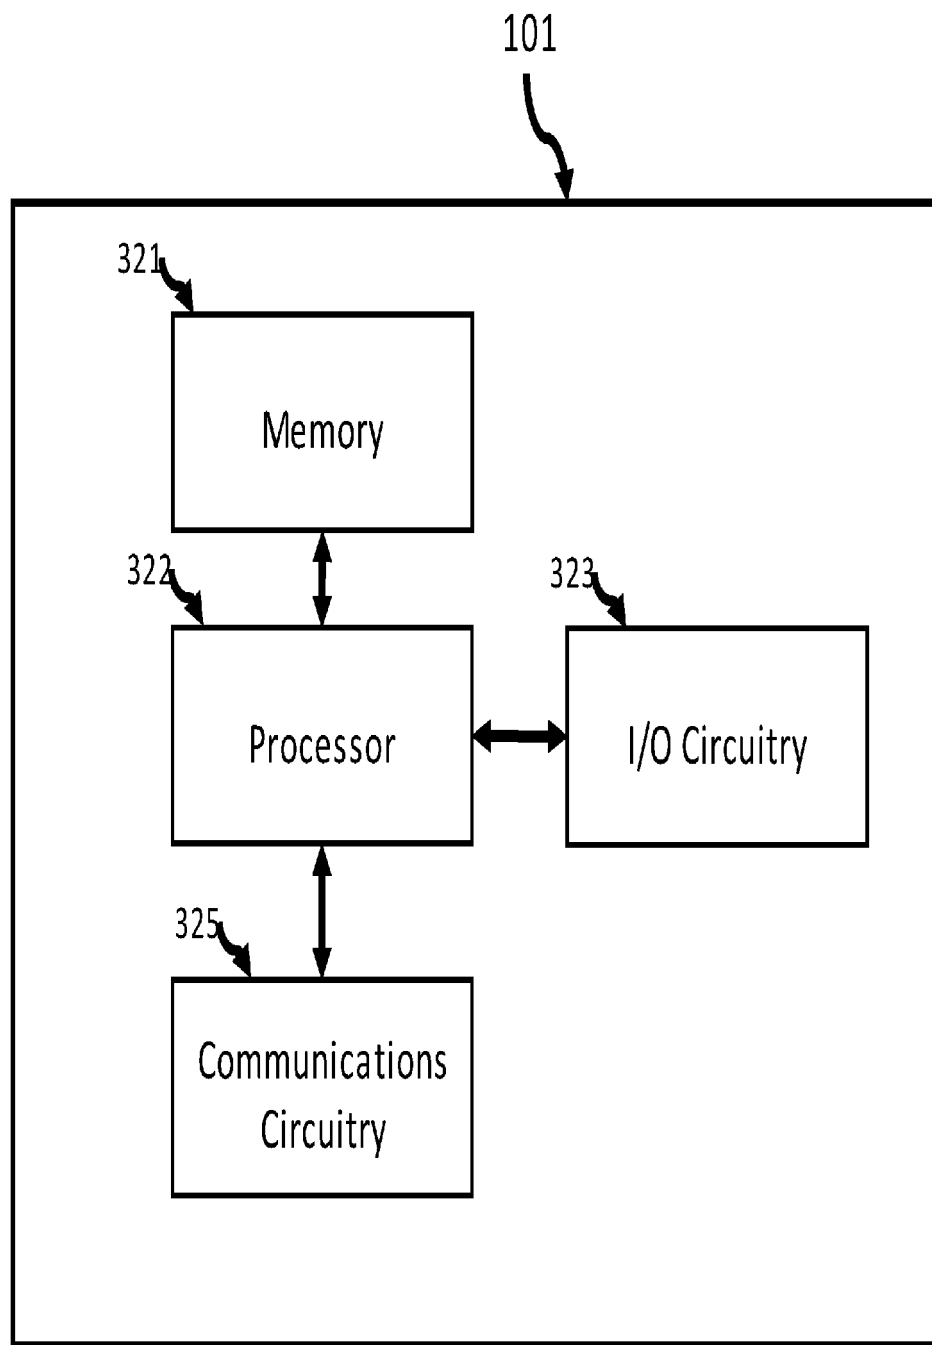 101
321
Memory
322
323
Processor
I/O Circuitry
325
Communications
Circuitry